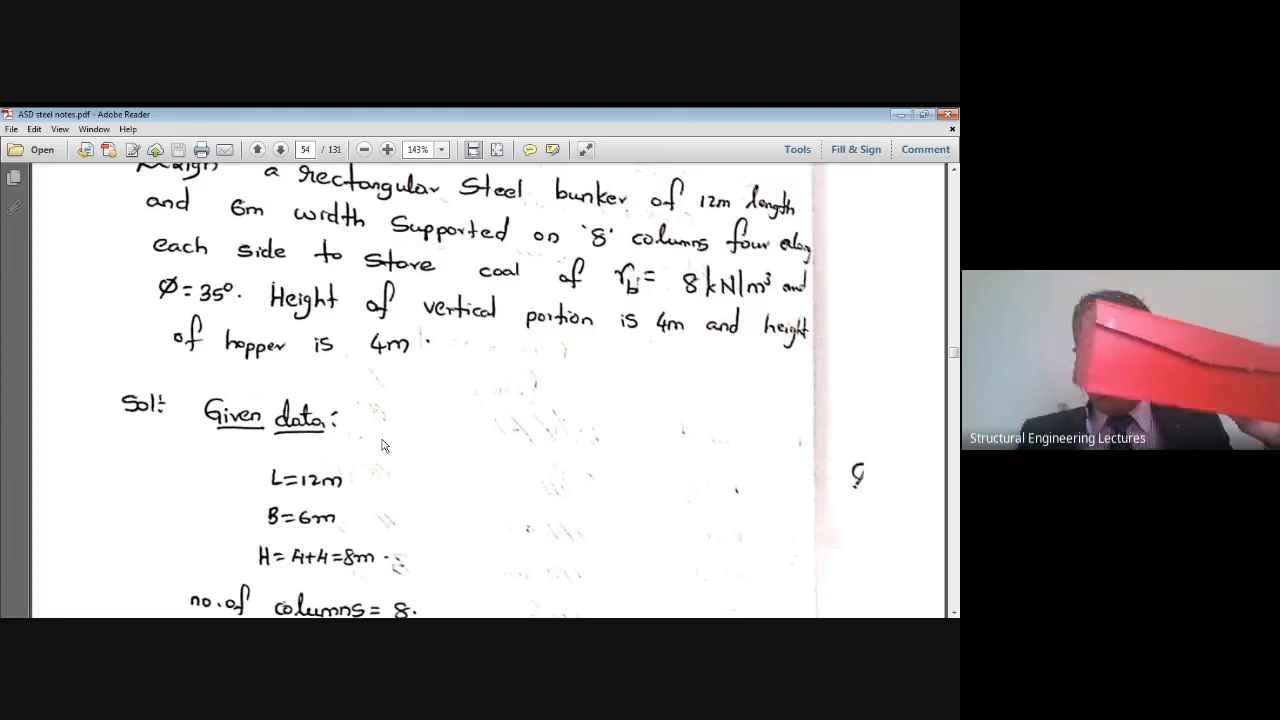 ASD steel notes.pdf - Adobe Reader
File Edit View Window Help
Open 54 / 131 143% Tools Fill & Sign Comment
a rectangular Steel bunker of 12m length
and 6m width Supported on '8' columns four along
each side to store coal of γb = 8 kN/m³ and
Ø = 35°. Height of vertical portion is 4m and height
of hopper is 4m.
Sol:
Given data:
L=12m
B=6m
H=4+4=8m
no. of columns = 8.
Structural Engineering Lectures